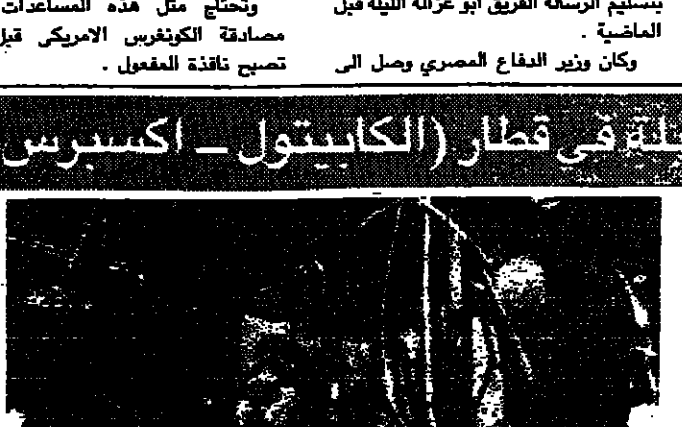 بتسليم الرسالة الفريق ابو غزالة الليلة قبل
الماضية .
وكان وزير الدفاع المصري وصل الى
وتحتاج مثل هذه المساعدات
مصادقة الكونغرس الامريكي قبل
تصبح نافذة المفعول .
في قطار (الكابيتول ــ اكسبرس